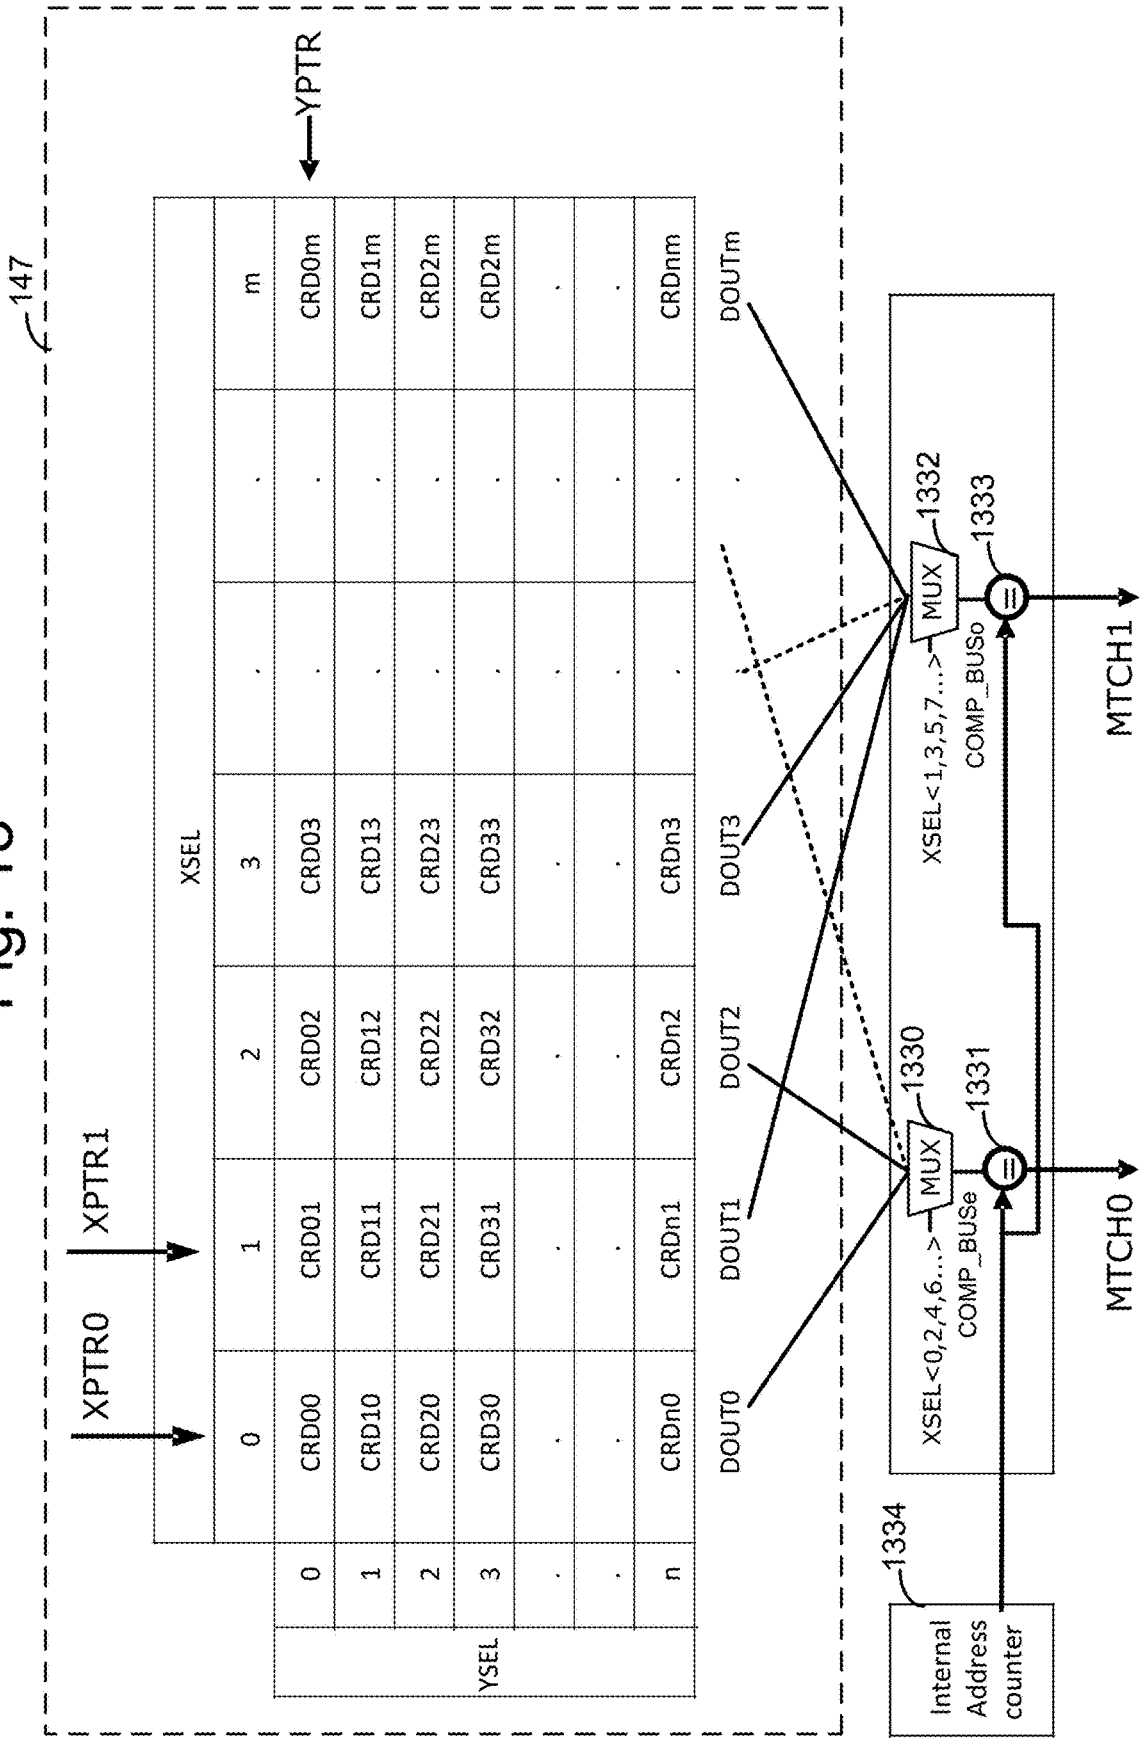 147
XPTR0
XPTR1
XSEL
0 1 2 3 . . m
YPTR
YSEL
0 CRD00 CRD01 CRD02 CRD03 . . CRD0m
1 CRD10 CRD11 CRD12 CRD13 . . CRD1m
2 CRD20 CRD21 CRD22 CRD23 . . CRD2m
3 CRD30 CRD31 CRD32 CRD33 . . CRD2m
. . . . . . . .
. . . . . . . .
n CRDn0 CRDn1 CRDn2 CRDn3 . . CRDnm
DOUT0 DOUT1 DOUT2 DOUT3 . . DOUTm
1334
Internal
Address
counter
XSEL<0,2,4,6...>
MUX
1330
COMP_BUSe
=
1331
XSEL<1,3,5,7...>
MUX
1332
COMP_BUSo
=
1333
MTCH0
MTCH1